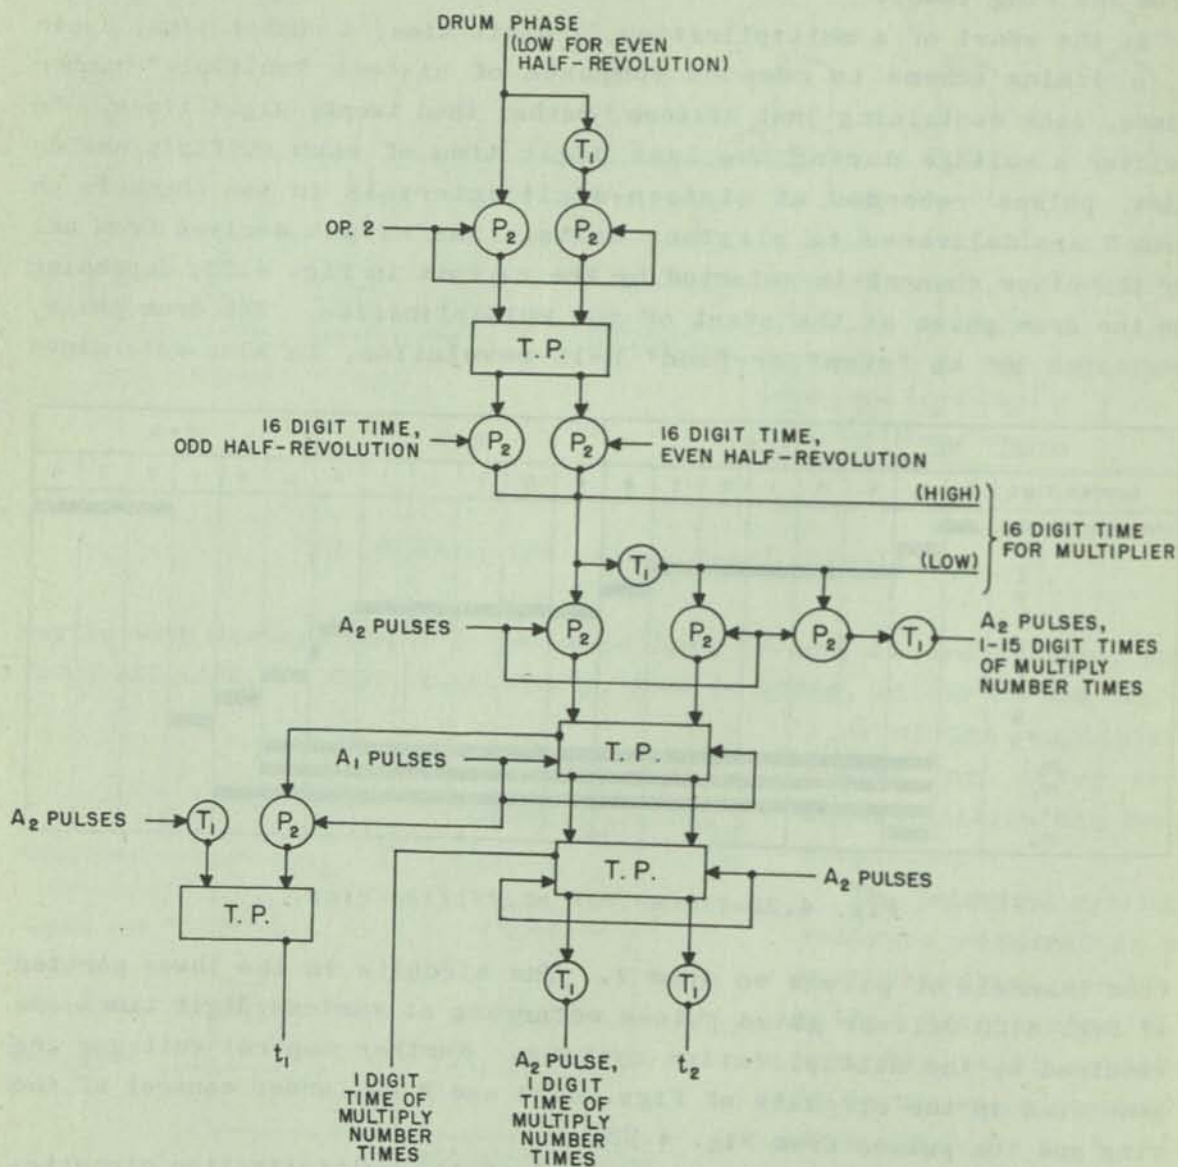 DRUM PHASE
(LOW FOR EVEN
HALF-REVOLUTION)
T1
OP. 2
P2
P2
T.P.
16 DIGIT TIME,
ODD HALF-REVOLUTION
P2
P2
16 DIGIT TIME,
EVEN HALF-REVOLUTION
(HIGH)
16 DIGIT TIME
FOR MULTIPLIER
T1
(LOW)
A2 PULSES
P2
P2
P2
T1
A2 PULSES,
1-15 DIGIT TIMES
OF MULTIPLY
NUMBER TIMES
T.P.
A1 PULSES
A2 PULSES
T1
P2
T.P.
A2 PULSES
T.P.
T1
T1
t1
1 DIGIT
TIME OF
MULTIPLY
NUMBER
TIMES
A2 PULSE,
1 DIGIT
TIME OF
MULTIPLY
NUMBER
TIMES
t2